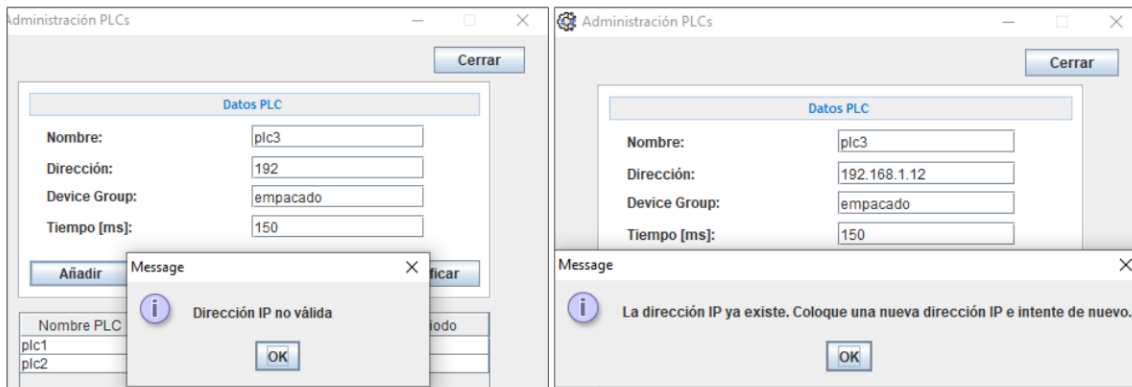 Administración PLCs
Cerrar
Datos PLC
Nombre: plc3
Dirección: 192
Device Group: empacado
Tiempo [ms]: 150
Añadir
Message
Dirección IP no válida
OK
Nombre PLC
plc1
plc2
Administración PLCs
Cerrar
Datos PLC
Nombre: plc3
Dirección: 192.168.1.12
Device Group: empacado
Tiempo [ms]: 150
Message
La dirección IP ya existe. Coloque una nueva dirección IP e intente de nuevo.
OK